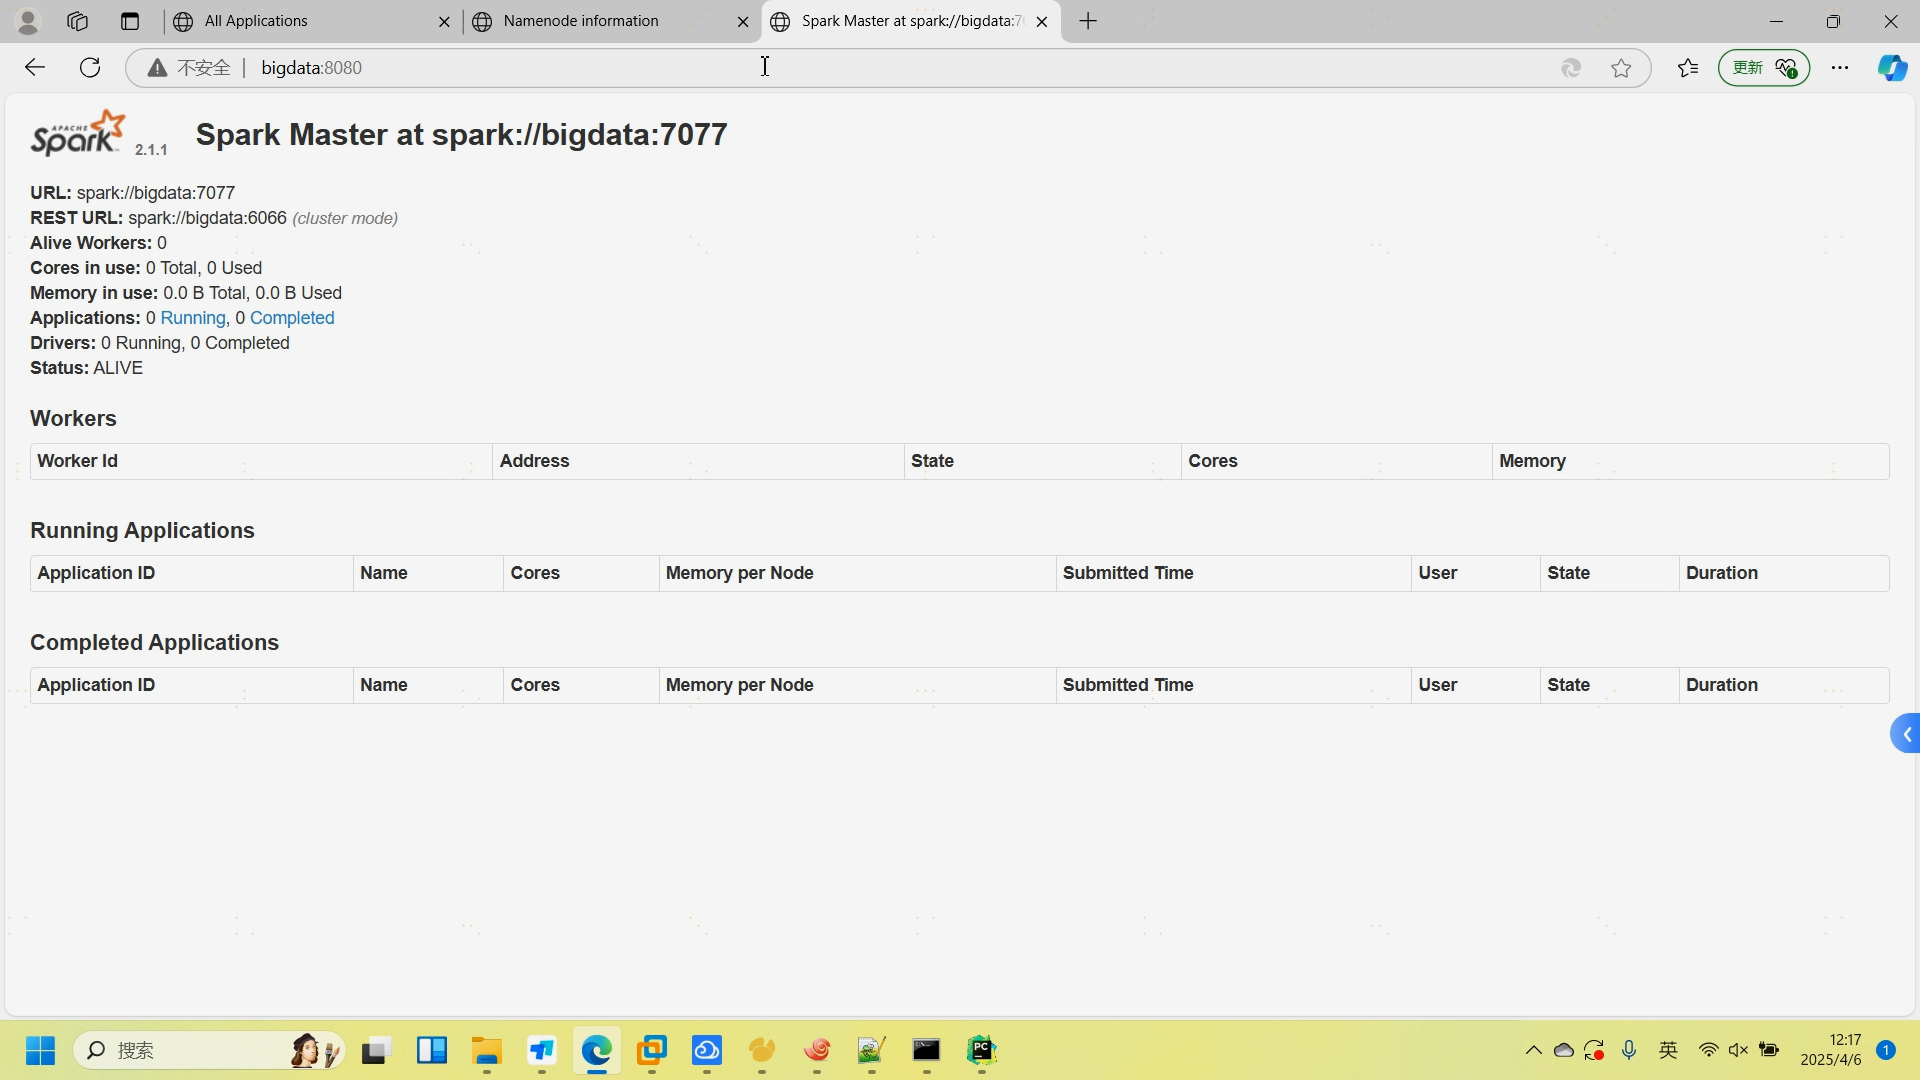 All Applications
Namenode information
Spark Master at spark://bigdata:7
不安全 bigdata:8080
更新
APACHE Spark 2.1.1 Spark Master at spark://bigdata:7077
URL: spark://bigdata:7077
REST URL: spark://bigdata:6066 (cluster mode)
Alive Workers: 0
Cores in use: 0 Total, 0 Used
Memory in use: 0.0 B Total, 0.0 B Used
Applications: 0 Running, 0 Completed
Drivers: 0 Running, 0 Completed
Status: ALIVE
Workers
Worker Id Address State Cores Memory
Running Applications
Application ID Name Cores Memory per Node Submitted Time User State Duration
Completed Applications
Application ID Name Cores Memory per Node Submitted Time User State Duration
搜索
PC
英
12:17
2025/4/6
1